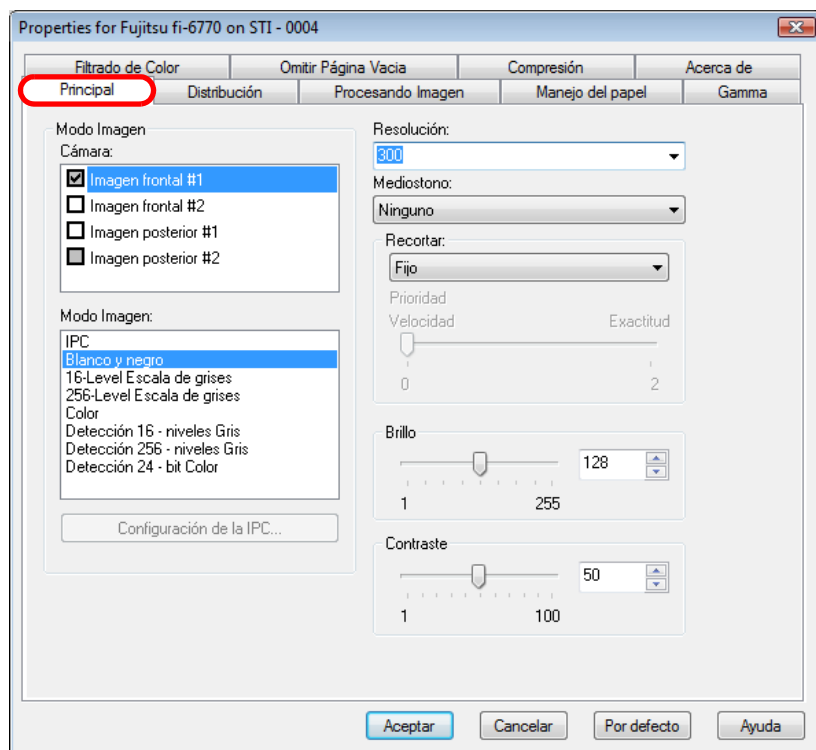 Properties for Fujitsu fi-6770 on STI - 0004
Filtrado de Color
Omitir Página Vacia
Compresión
Acerca de
Principal
Distribución
Procesando Imagen
Manejo del papel
Gamma
Modo Imagen
Cámara:
Imagen frontal #1
Imagen frontal #2
Imagen posterior #1
Imagen posterior #2
Modo Imagen:
IPC
Blanco y negro
16-Level Escala de grises
256-Level Escala de grises
Color
Detección 16 - niveles Gris
Detección 256 - niveles Gris
Detección 24 - bit Color
Configuración de la IPC...
Resolución:
300
Mediostono:
Ninguno
Recortar:
Fijo
Prioridad
Velocidad Exactitud
0 2
Brillo
128
1 255
Contraste
50
1 100
Aceptar
Cancelar
Por defecto
Ayuda